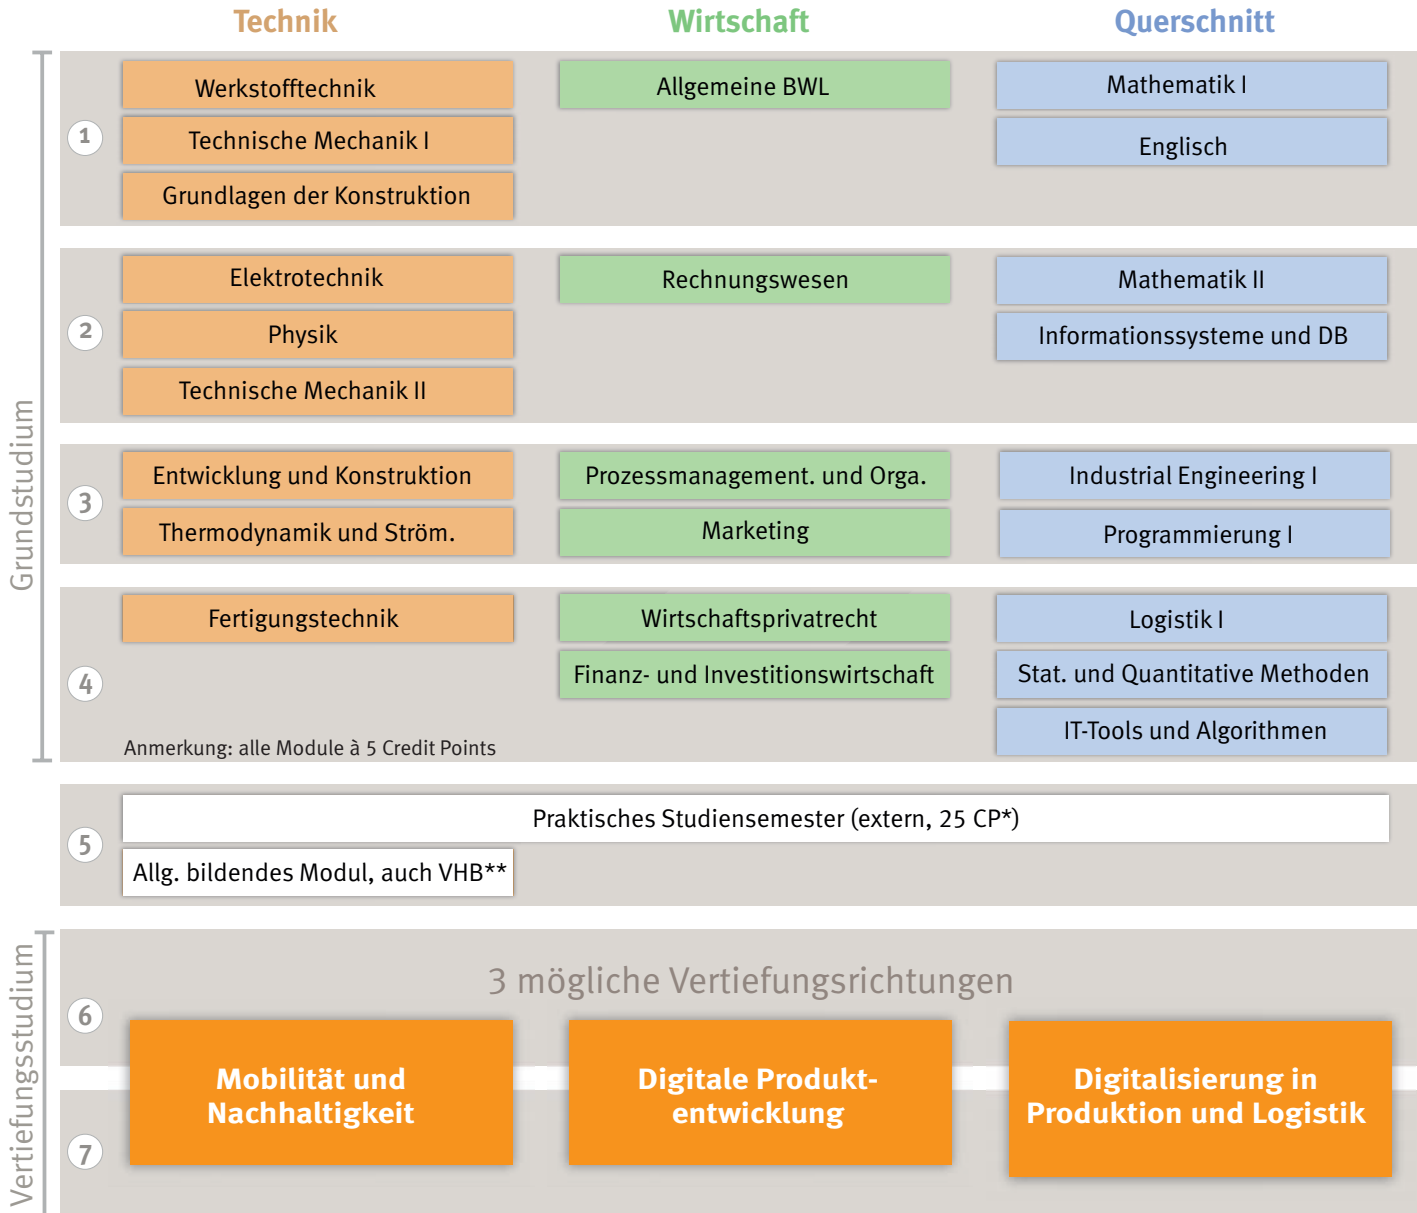 Technik
Wirtschaft
Querschnitt
Grundstudium
1
Werkstofftechnik
Allgemeine BWL
Mathematik I
Technische Mechanik I
Englisch
Grundlagen der Konstruktion
2
Elektrotechnik
Rechnungswesen
Mathematik II
Physik
Informationssysteme und DB
Technische Mechanik II
3
Entwicklung und Konstruktion
Prozessmanagement. und Orga.
Industrial Engineering I
Thermodynamik und Ström.
Marketing
Programmierung I
4
Fertigungstechnik
Wirtschaftsprivatrecht
Logistik I
Finanz- und Investitionswirtschaft
Stat. und Quantitative Methoden
IT-Tools und Algorithmen
Anmerkung: alle Module à 5 Credit Points
5
Praktisches Studiensemester (extern, 25 CP*)
Allg. bildendes Modul, auch VHB**
Vertiefungsstudium
3 mögliche Vertiefungsrichtungen
6
Mobilität und
Nachhaltigkeit
Digitale Produkt-
entwicklung
Digitalisierung in
Produktion und Logistik
7